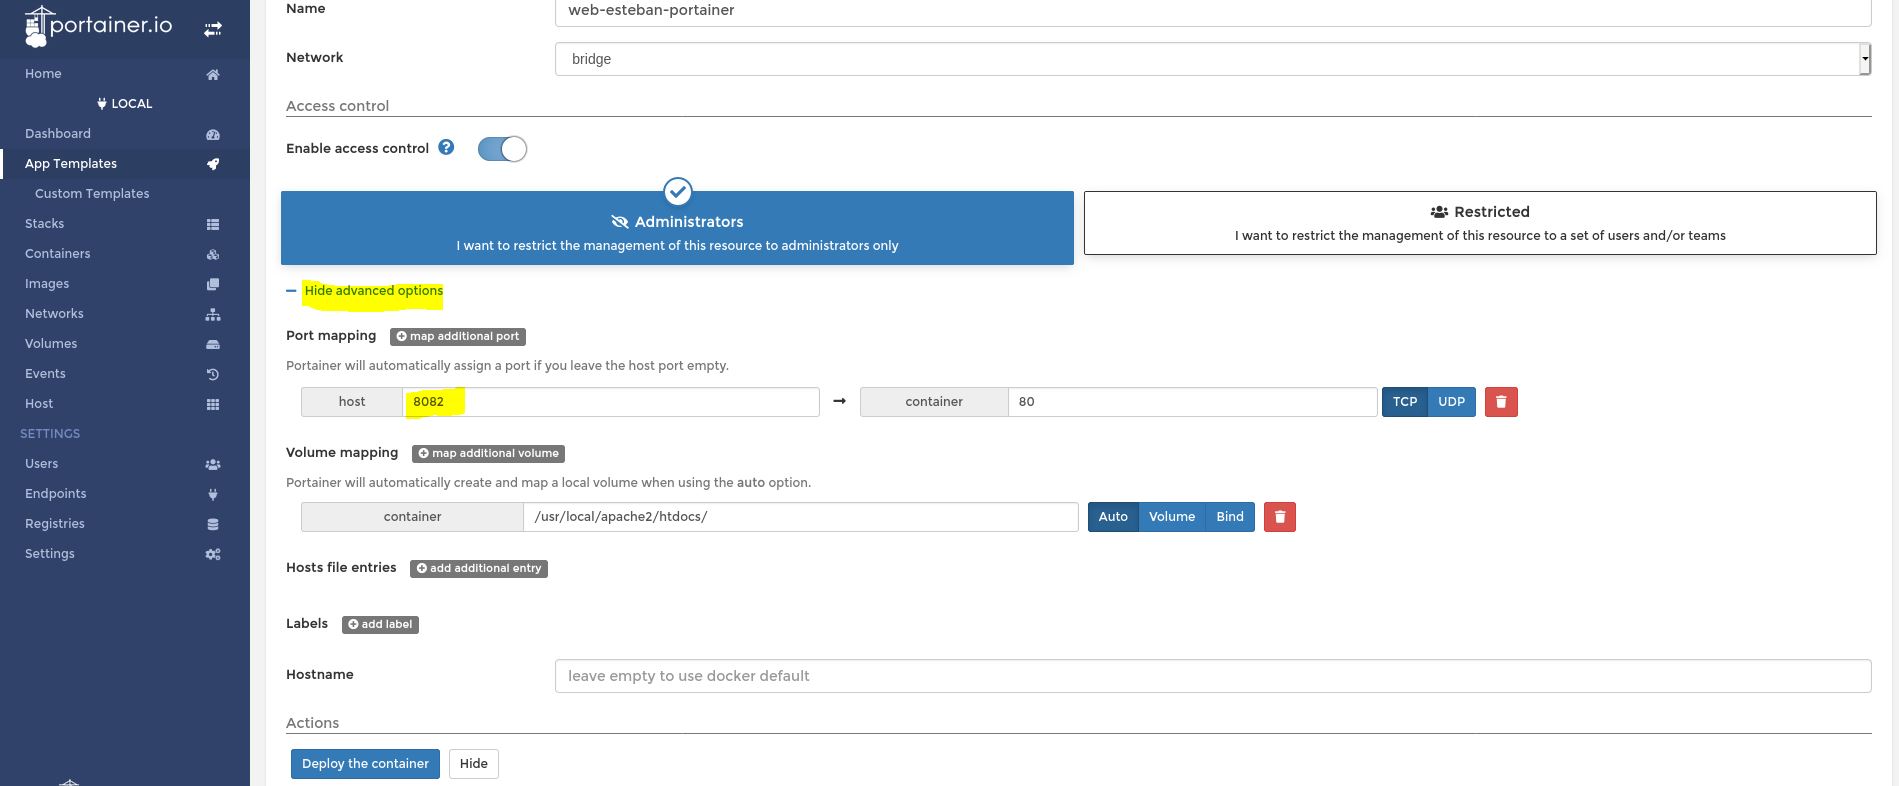 portainer.io
Home
LOCAL
Dashboard
App Templates
Custom Templates
Stacks
Containers
Images
Networks
Volumes
Events
Host
SETTINGS
Users
Endpoints
Registries
Settings
Name web-esteban-portainer
Network bridge
Access control
Enable access control ?
Administrators
I want to restrict the management of this resource to administrators only
Restricted
I want to restrict the management of this resource to a set of users and/or teams
Hide advanced options
Port mapping map additional port
Portainer will automatically assign a port if you leave the host port empty.
host 8082 → container 80 TCP UDP
Volume mapping map additional volume
Portainer will automatically create and map a local volume when using the auto option.
container /usr/local/apache2/htdocs/ Auto Volume Bind
Hosts file entries add additional entry
Labels add label
Hostname leave empty to use docker default
Actions
Deploy the container Hide